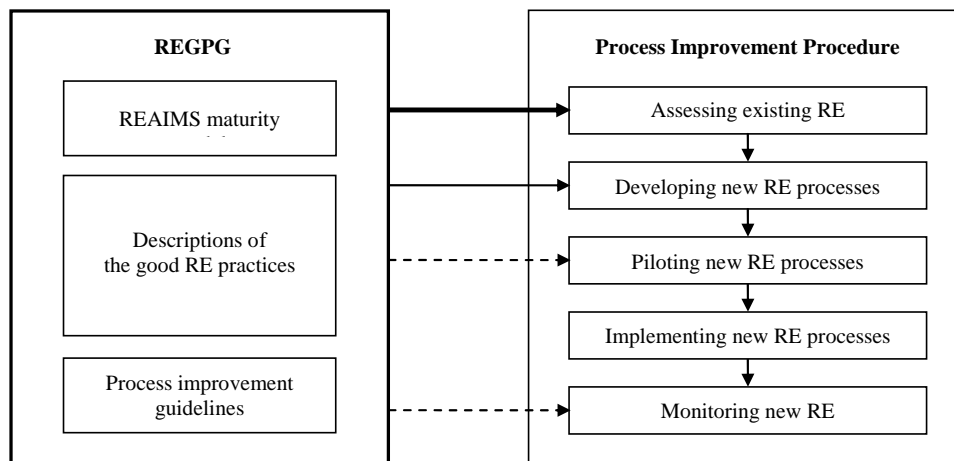 REGPG
REAIMS maturity
Descriptions of
the good RE practices
Process improvement
guidelines
Process Improvement Procedure
Assessing existing RE
Developing new RE processes
Piloting new RE processes
Implementing new RE processes
Monitoring new RE